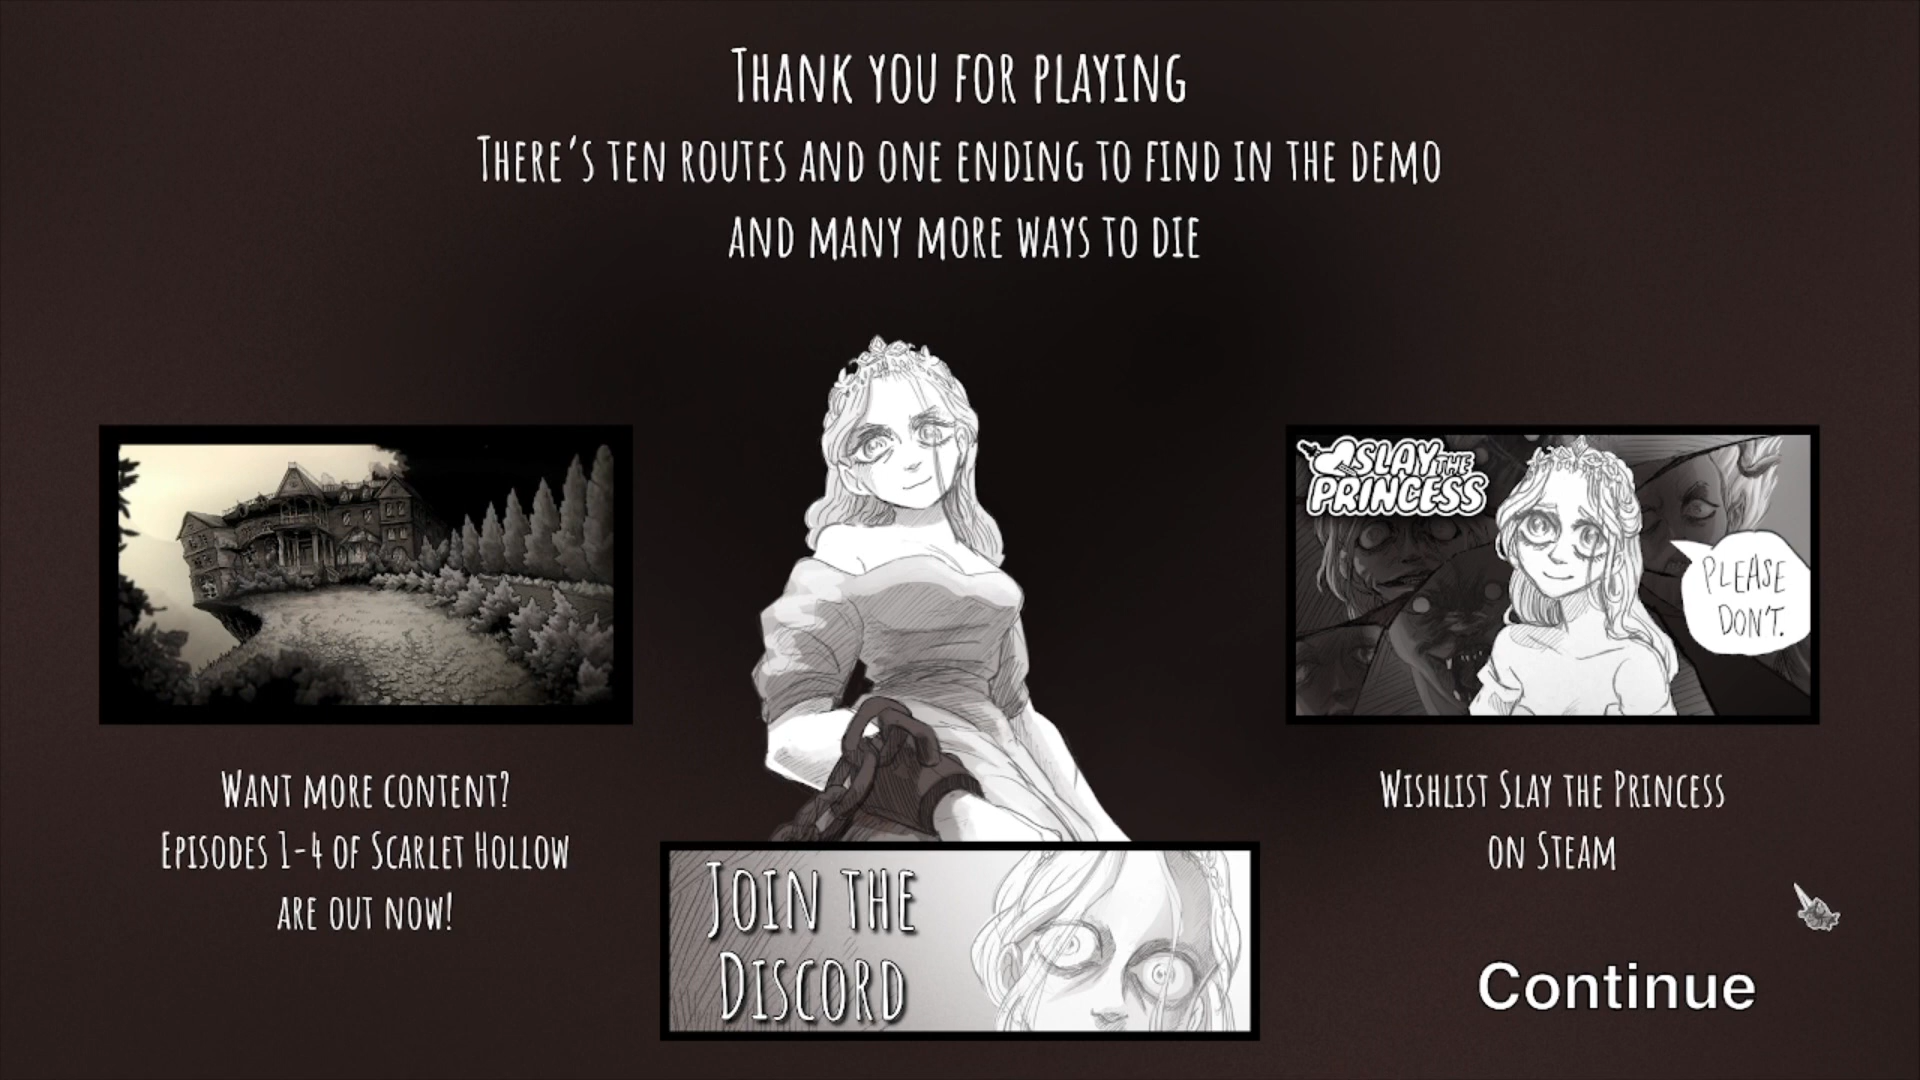 Thank you for playing
There's ten routes and one ending to find in the demo
and many more ways to die
Want more content?
Episodes 1-4 of Scarlet Hollow
are out now!
Join the
Discord
SLAY THE
PRINCESS
PLEASE
DON'T.
Wishlist Slay the Princess
on Steam
Continue